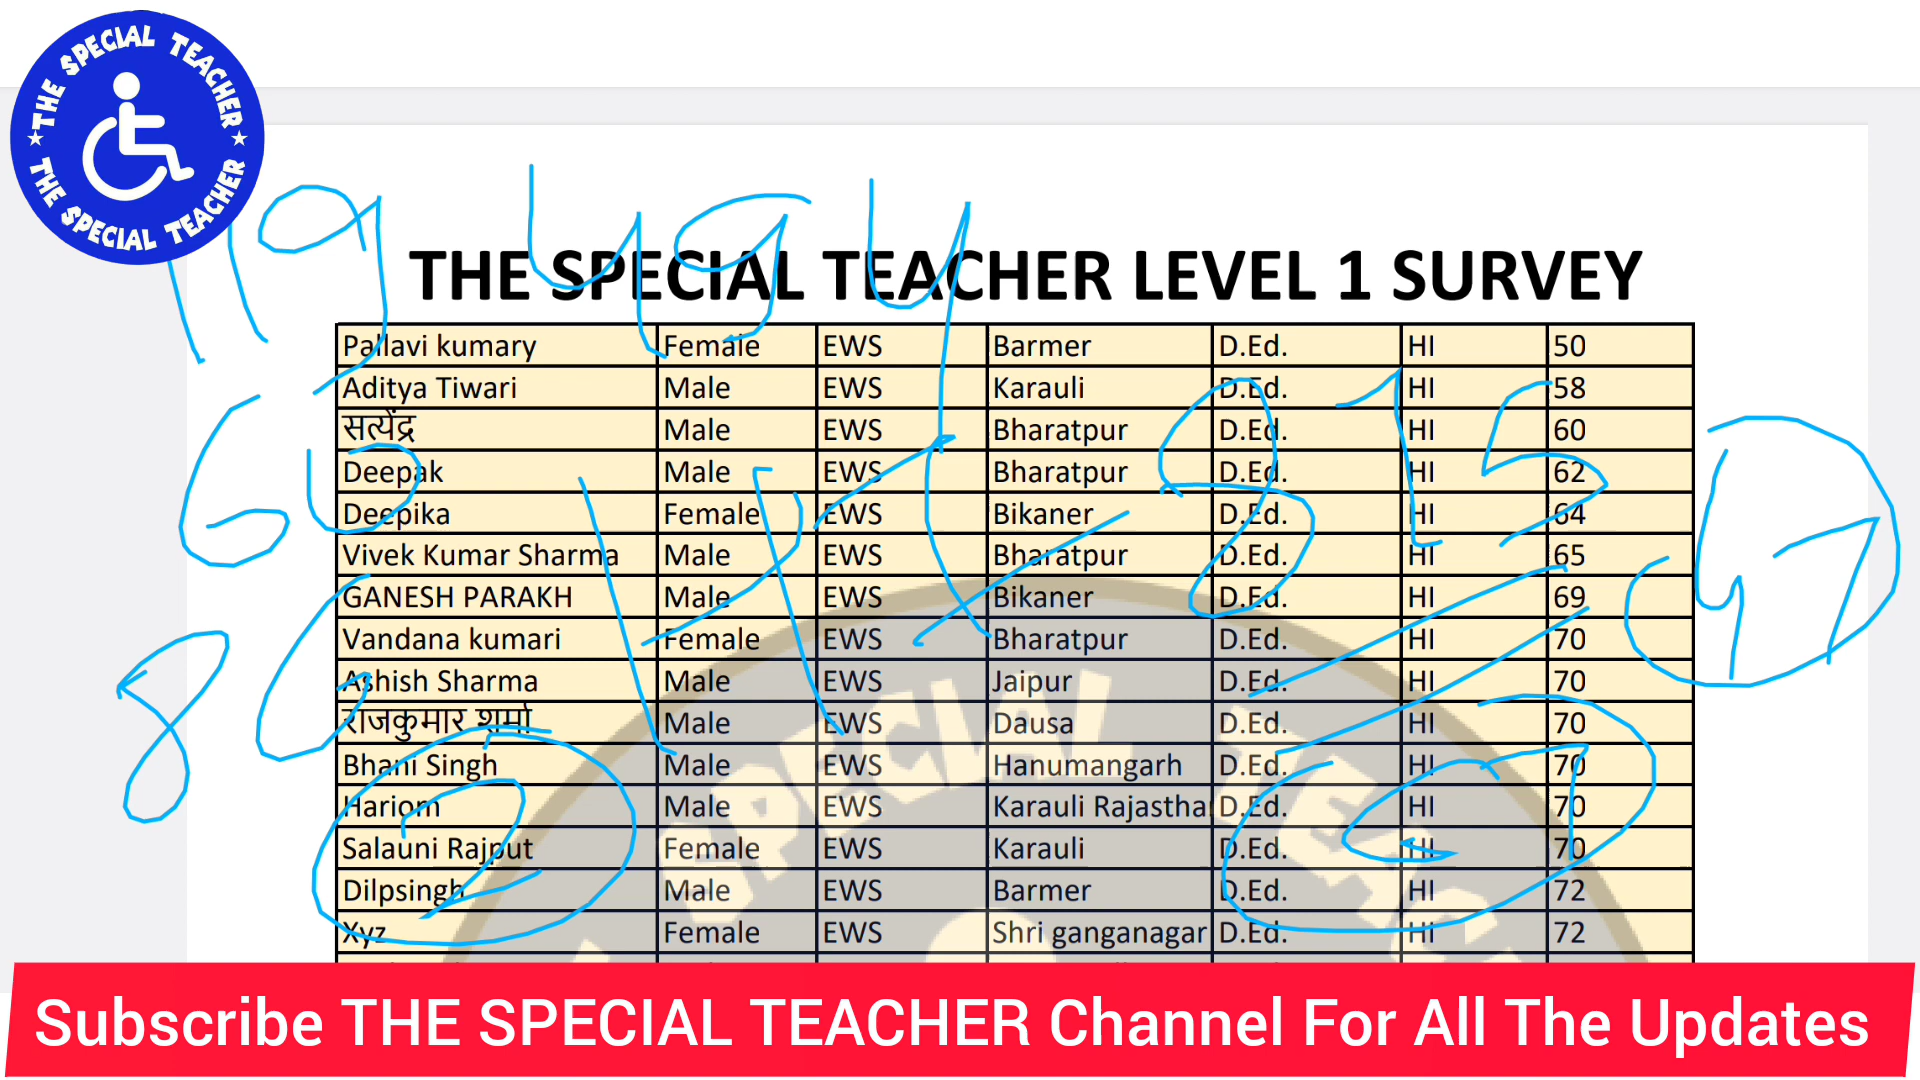 THE SPECIAL TEACHER
THE SPECIAL TEACHER
THE SPECIAL TEACHER LEVEL 1 SURVEY
Pallavi kumary Female EWS Barmer D.Ed. HI 50
Aditya Tiwari Male EWS Karauli D.Ed. HI 58
सत्येंद्र Male EWS Bharatpur D.Ed. HI 60
Deepak Male EWS Bharatpur D.Ed. HI 62
Deepika Female EWS Bikaner D.Ed. HI 64
Vivek Kumar Sharma Male EWS Bharatpur D.Ed. HI 65
GANESH PARAKH Male EWS Bikaner D.Ed. HI 69
Vandana kumari Female EWS Bharatpur D.Ed. HI 70
Ashish Sharma Male EWS Jaipur D.Ed. HI 70
राजकुमार शर्मा Male EWS Dausa D.Ed. HI 70
Bhani Singh Male EWS Hanumangarh D.Ed. HI 70
Hariom Male EWS Karauli Rajastha D.Ed. HI 70
Salauni Rajput Female EWS Karauli D.Ed. HI 70
Dilpsingh Male EWS Barmer D.Ed. HI 72
Xyz Female EWS Shri ganganagar D.Ed. HI 72
SPECIAL TEAC
Subscribe THE SPECIAL TEACHER Channel For All The Updates